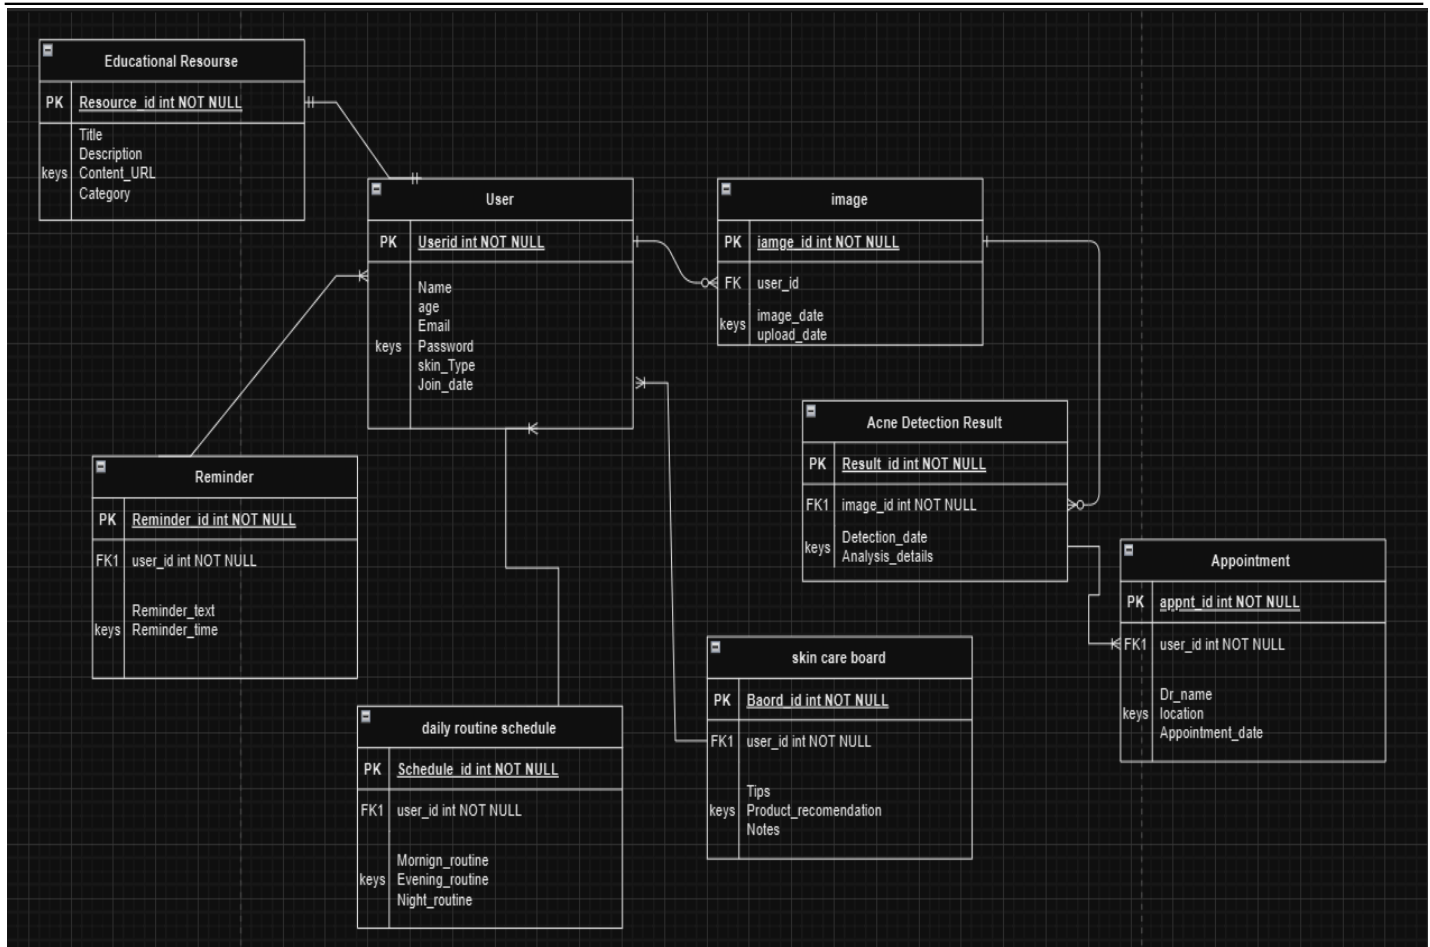 Educational Resourse
PK Resource_id int NOT NULL
Title
Description
keys Content_URL
Category
User
PK Userid int NOT NULL
Name
age
Email
keys Password
skin_Type
Join_date
image
PK iamge_id int NOT NULL
FK user_id
keys image_date
upload_date
Acne Detection Result
PK Result_id int NOT NULL
FK1 image_id int NOT NULL
keys Detection_date
Analysis_details
Reminder
PK Reminder_id int NOT NULL
FK1 user_id int NOT NULL
Reminder_text
keys Reminder_time
Appointment
PK appnt_id int NOT NULL
FK1 user_id int NOT NULL
Dr_name
keys location
Appointment_date
skin care board
PK Baord_id int NOT NULL
FK1 user_id int NOT NULL
Tips
keys Product_recomendation
Notes
daily routine schedule
PK Schedule_id int NOT NULL
FK1 user_id int NOT NULL
Mornign_routine
keys Evening_routine
Night_routine